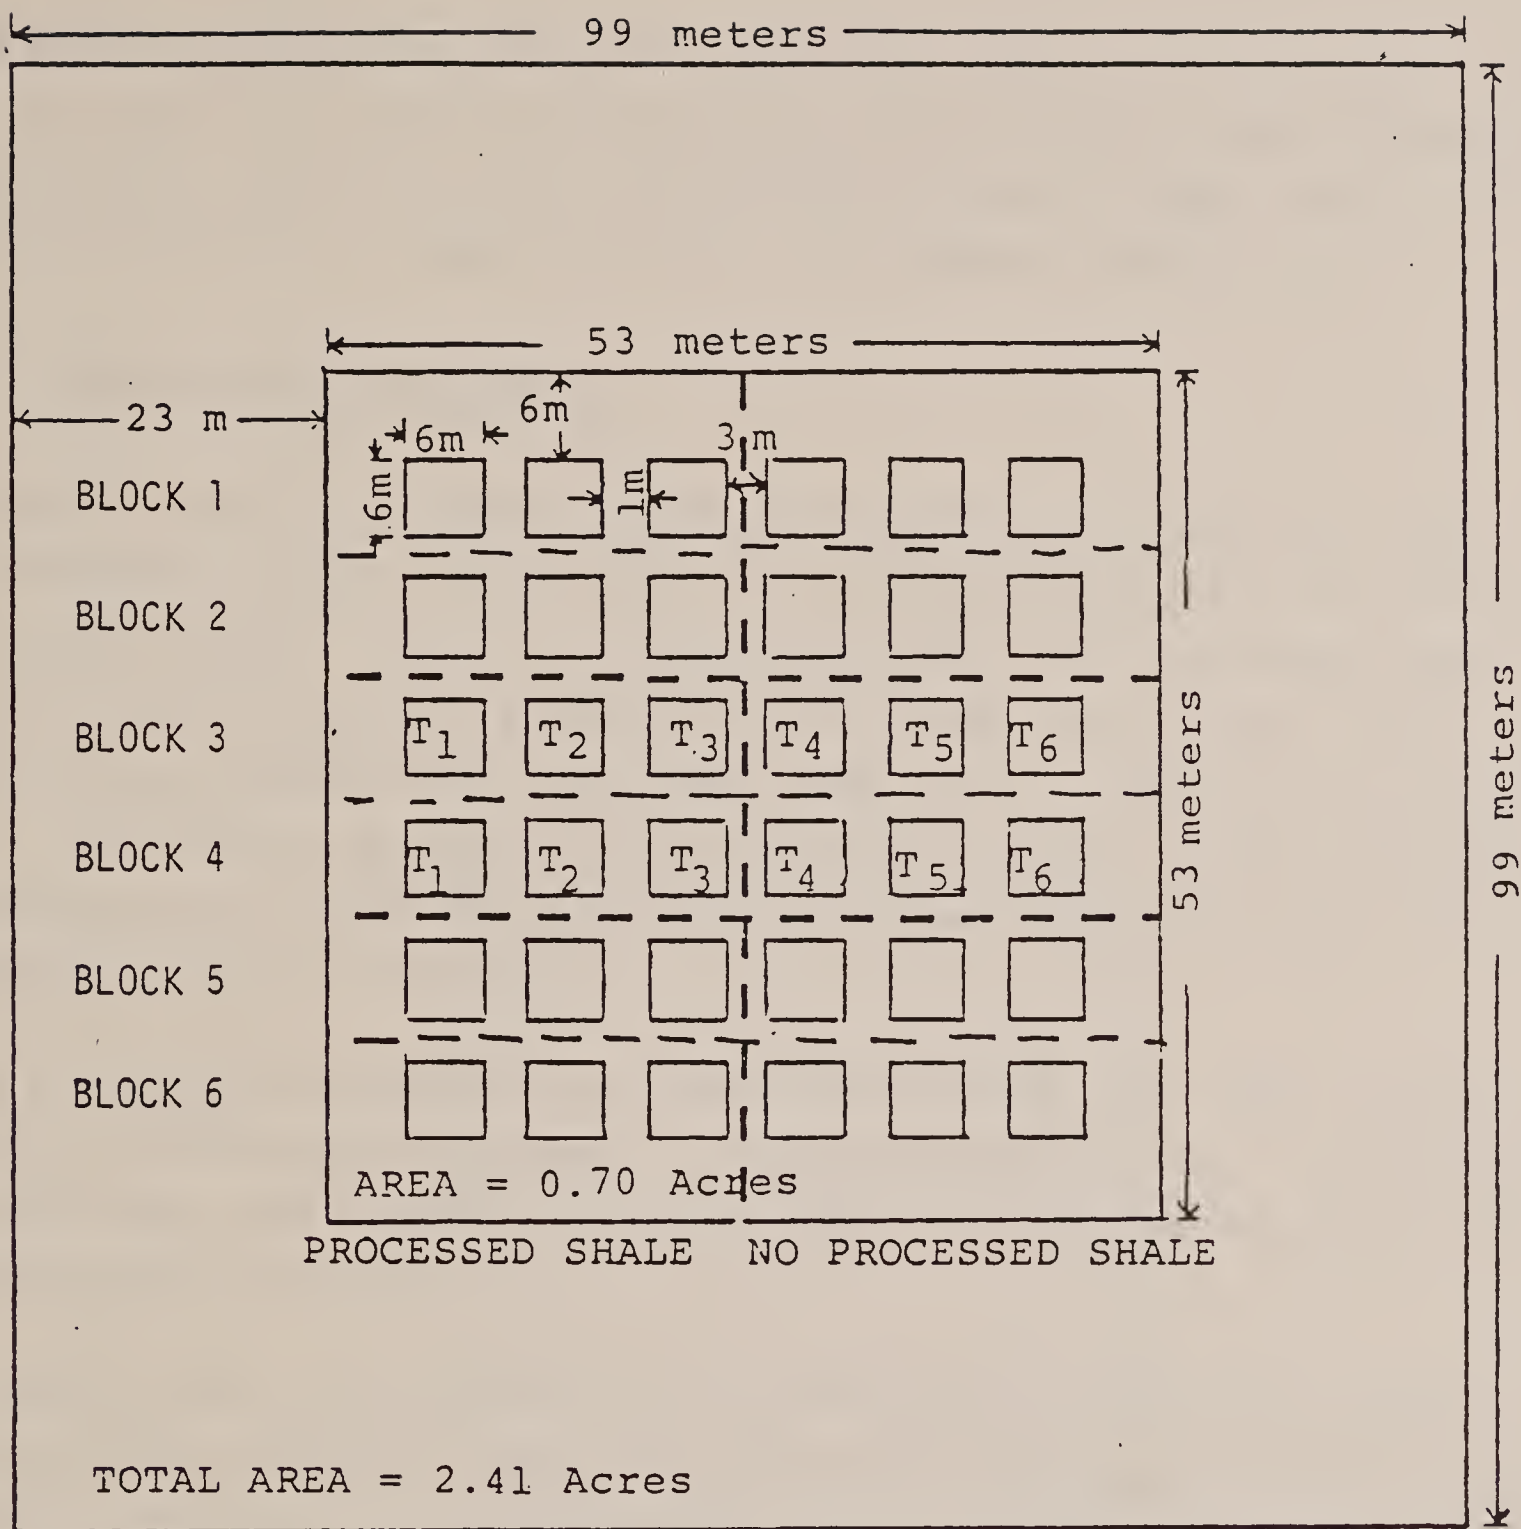 99 meters
53 meters
23 m
6m
6m
3 m
6m
1m
BLOCK 1
BLOCK 2
BLOCK 3
T1 T2 T3 T4 T5 T6
BLOCK 4
T1 T2 T3 T4 T5 T6
53 meters
99 meters
BLOCK 5
BLOCK 6
AREA = 0.70 Acres
PROCESSED SHALE NO PROCESSED SHALE
TOTAL AREA = 2.41 Acres